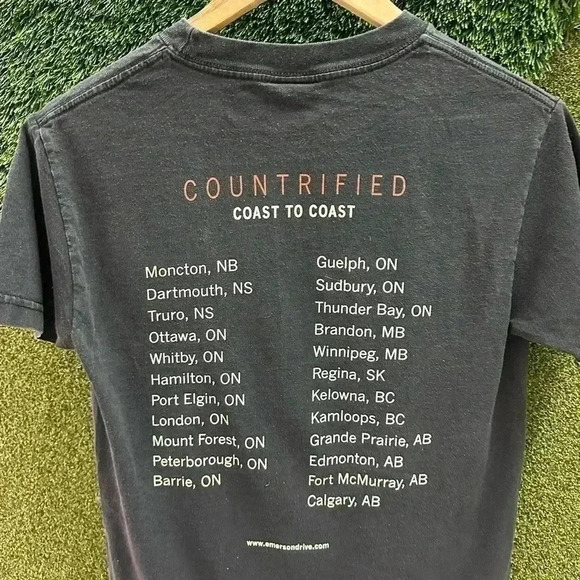 COUNTRIFIED
COAST TO COAST
Moncton, NB
Dartmouth, NS
Truro, NS
Ottawa, ON
Whitby, ON
Hamilton, ON
Port Elgin, ON
London, ON
Mount Forest, ON
Peterborough, ON
Barrie, ON
Guelph, ON
Sudbury, ON
Thunder Bay, ON
Brandon, MB
Winnipeg, MB
Regina, SK
Kelowna, BC
Kamloops, BC
Grande Prairie, AB
Edmonton, AB
Fort McMurray, AB
Calgary, AB
www.emersondrive.com